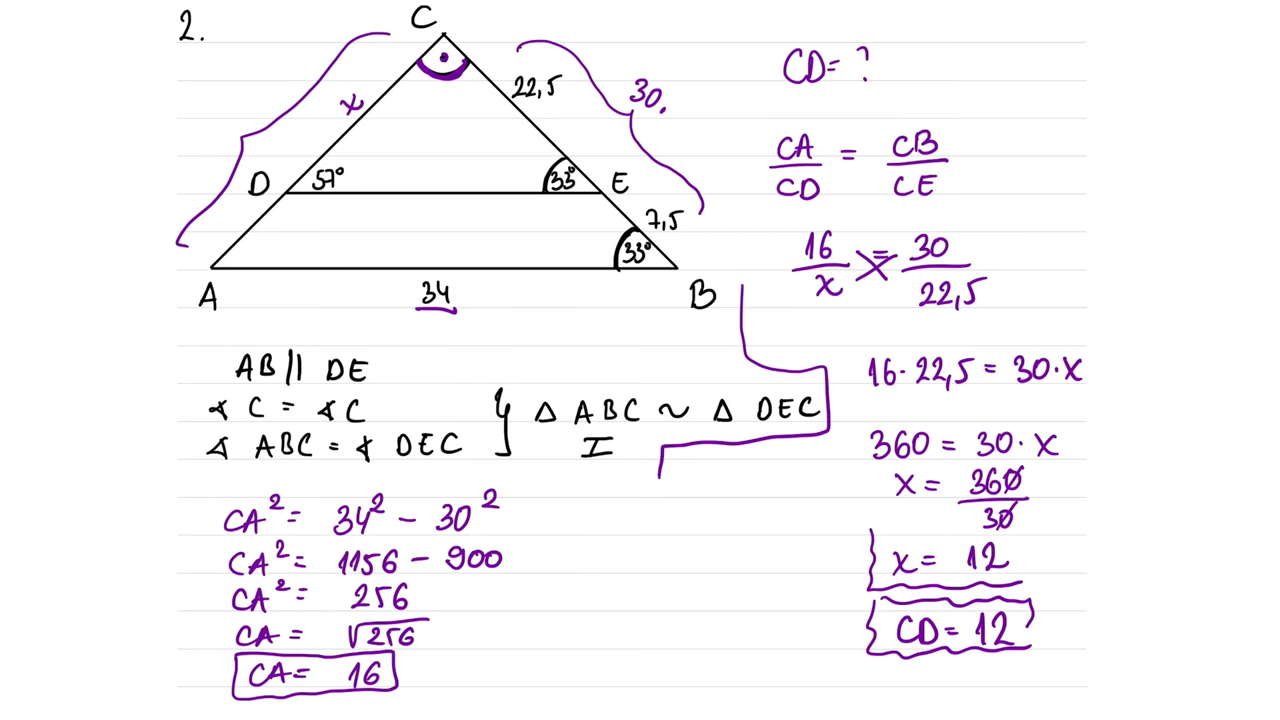 2.
C
x
22,5
30.
D
57°
33°
E
7,5
33°
A
34
B
AB || DE
∢ C = ∢ C
∢ ABC = ∢ DEC
} △ ABC ~ △ DEC
I
CA² = 34² - 30²
CA² = 1156 - 900
CA² = 256
CA = √256
CA = 16
CD = ?
CA/CD = CB/CE
16/x = 30/22,5
16 · 22,5 = 30 · x
360 = 30 · x
x = 360/30
x = 12
CD = 12